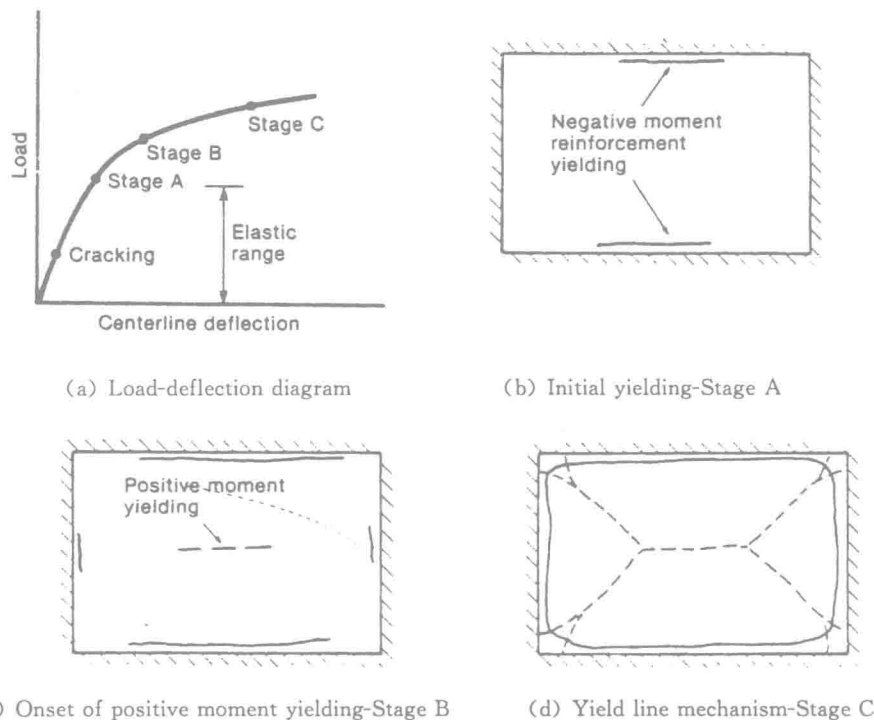 Load
Stage C
Stage B
Stage A
Elastic
range
Cracking
Centerline deflection
(a) Load-deflection diagram
Negative moment
reinforcement
yielding
(b) Initial yielding-Stage A
Positive moment
yielding
) Onset of positive moment yielding-Stage B
(d) Yield line mechanism-Stage C